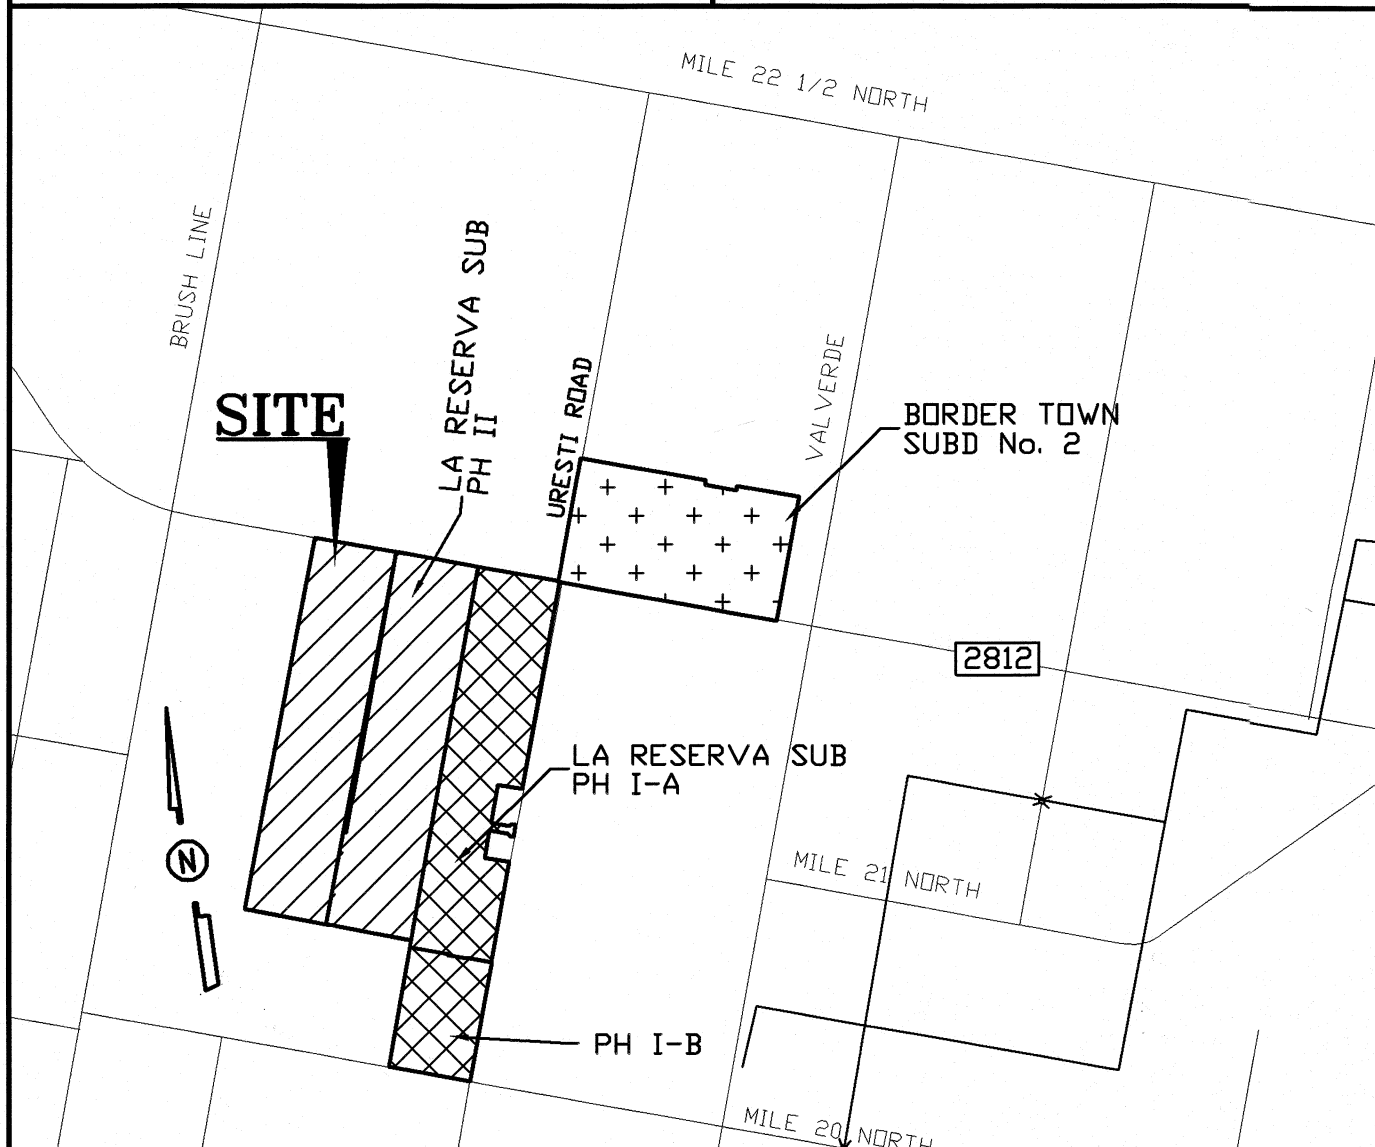 MILE 22 1/2 NORTH
BRUSH LINE
LA RESERVA SUB
PH II
URESTI ROAD
VALVERDE
SITE
BORDER TOWN
SUBD No. 2
2812
LA RESERVA SUB
PH I-A
N
MILE 21 NORTH
PH I-B
MILE 20 NORTH